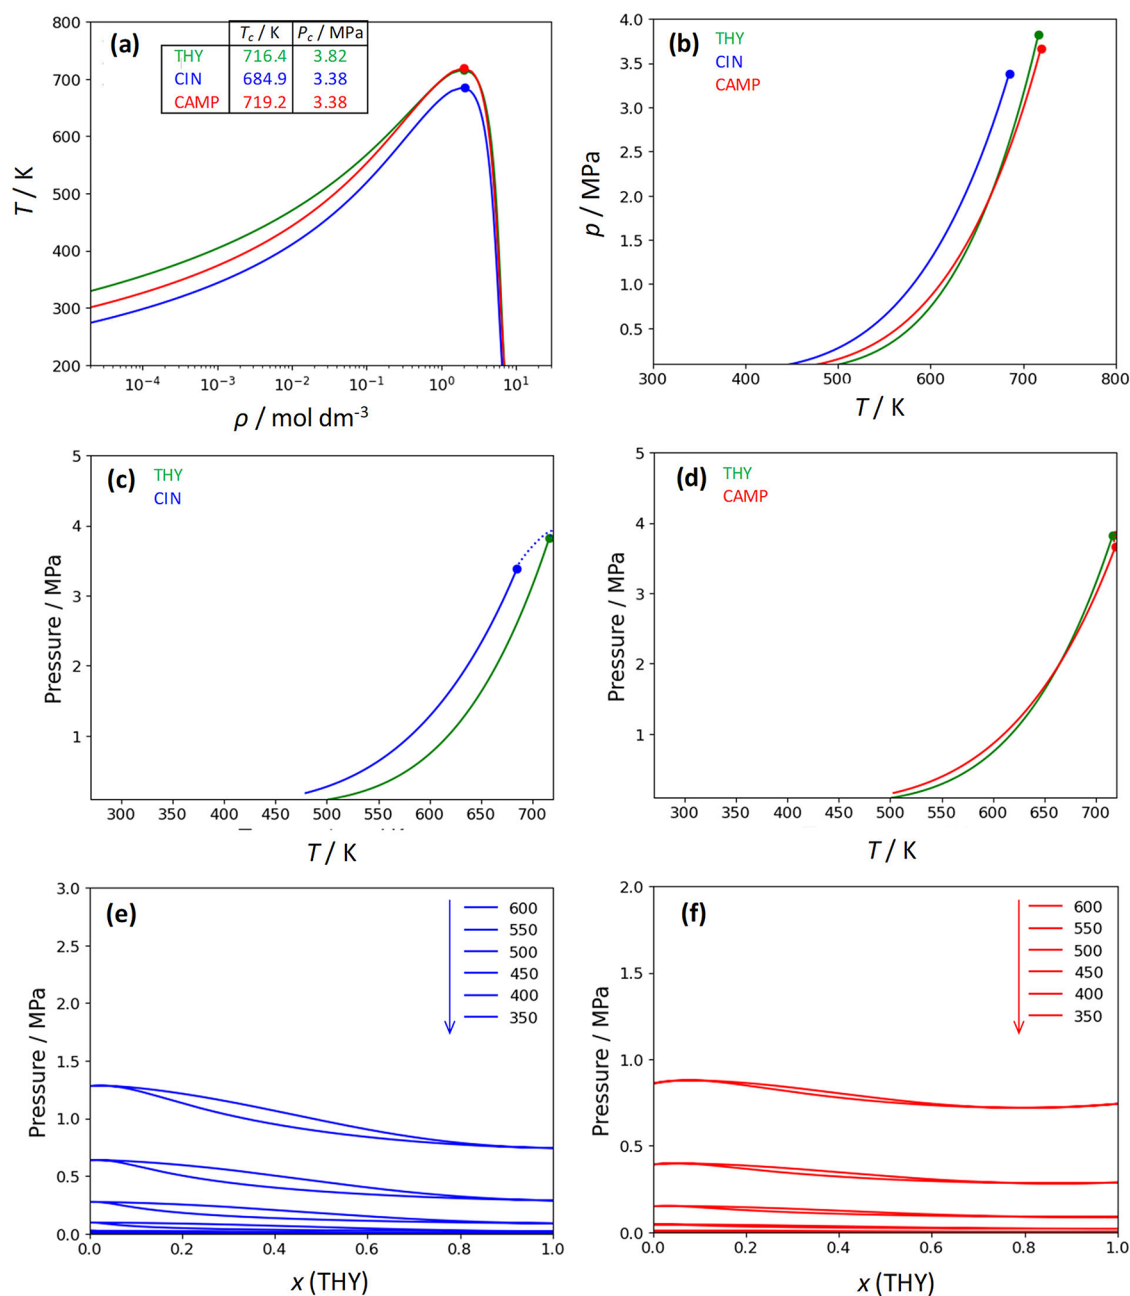 (a)
T_c / K P_c / MPa
THY 716.4 3.82
CIN 684.9 3.38
CAMP 719.2 3.38
800
700
600
500
400
300
200
T / K
10⁻⁴ 10⁻³ 10⁻² 10⁻¹ 10⁰ 10¹
ρ / mol dm⁻³
(b)
THY
CIN
CAMP
4.0
3.5
3.0
2.5
2.0
1.5
1.0
0.5
p / MPa
300 400 500 600 700 800
T / K
(c)
THY
CIN
5
4
3
2
1
Pressure / MPa
300 350 400 450 500 550 600 650 700
T / K
(d)
THY
CAMP
5
4
3
2
1
Pressure / MPa
300 350 400 450 500 550 600 650 700
T / K
(e)
600
550
500
450
400
350
3.0
2.5
2.0
1.5
1.0
0.5
0.0
Pressure / MPa
0.0 0.2 0.4 0.6 0.8 1.0
x (THY)
(f)
600
550
500
450
400
350
2.0
1.5
1.0
0.5
0.0
Pressure / MPa
0.0 0.2 0.4 0.6 0.8 1.0
x (THY)